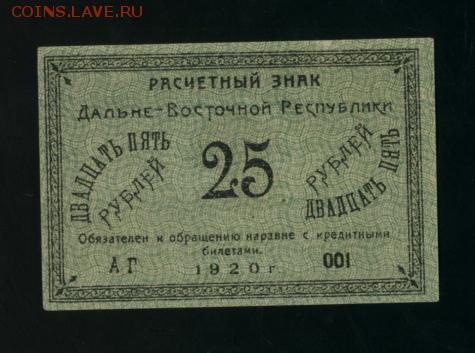 COINS.LAVE.RU
РАСЧЕТНЫЙ ЗНАК
ДАЛЬНЕ-ВОСТОЧНОЙ РЕСПУБЛИКИ
ДВАДЦАТЬ ПЯТЬ
РУБЛЕЙ
25
РУБЛЕЙ
ДВАДЦАТЬ ПЯТЬ
Обязателен к обращению наравне с кредитными
билетами.
АГ 1920 г 001